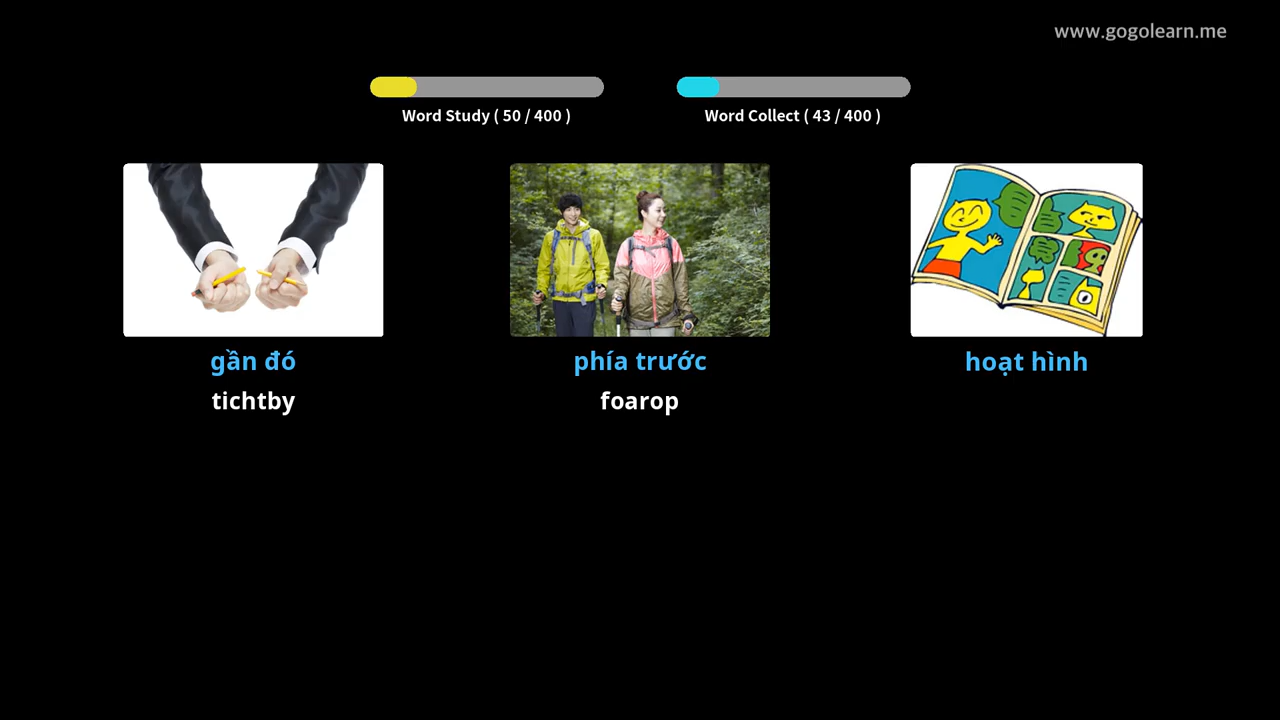 www.gogolearn.me
Word Study ( 50 / 400 )
Word Collect ( 43 / 400 )
gần đó
tichtby
phía trước
foarop
hoạt hình